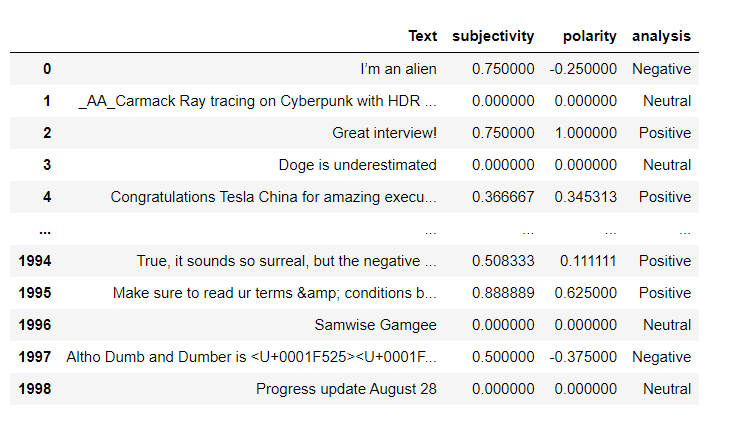 Text subjectivity polarity analysis
0 I’m an alien 0.750000 -0.250000 Negative
1 _AA_Carmack Ray tracing on Cyberpunk with HDR ... 0.000000 0.000000 Neutral
2 Great interview! 0.750000 1.000000 Positive
3 Doge is underestimated 0.000000 0.000000 Neutral
4 Congratulations Tesla China for amazing execu... 0.366667 0.345313 Positive
... ... ... ... ...
1994 True, it sounds so surreal, but the negative ... 0.508333 0.111111 Positive
1995 Make sure to read ur terms &amp; conditions b... 0.888889 0.625000 Positive
1996 Samwise Gamgee 0.000000 0.000000 Neutral
1997 Altho Dumb and Dumber is <U+0001F525><U+0001F... 0.500000 -0.375000 Negative
1998 Progress update August 28 0.000000 0.000000 Neutral